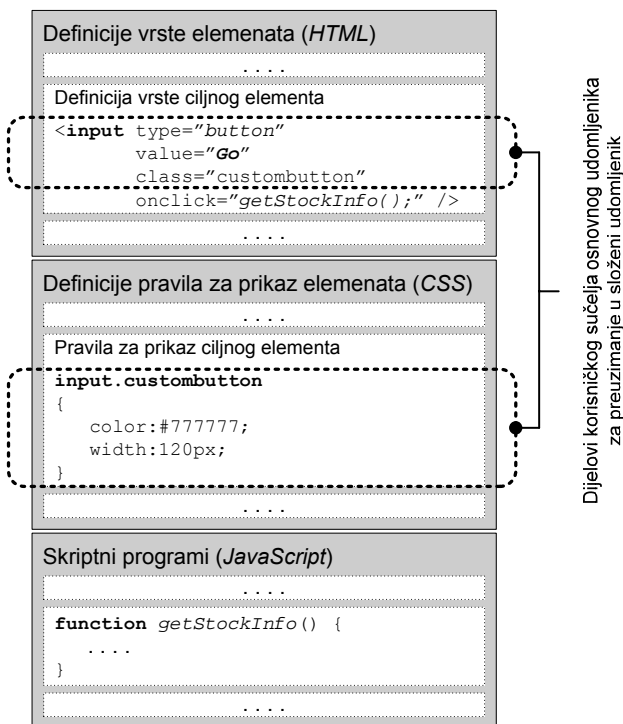 Definicije vrste elemenata (HTML)
. . . .
Definicija vrste ciljnog elementa
<input type="button"
value="Go"
class="custombutton"
onclick="getStockInfo();" />
. . . .
Definicije pravila za prikaz elemenata (CSS)
. . . .
Pravila za prikaz ciljnog elementa
input.custombutton
{
color:#777777;
width:120px;
}
. . . .
Skriptni programi (JavaScript)
. . . .
function getStockInfo() {
....
}
. . . .
Dijelovi korisničkog sučelja osnovnog udomljenika
za preuzimanje u složeni udomljenik